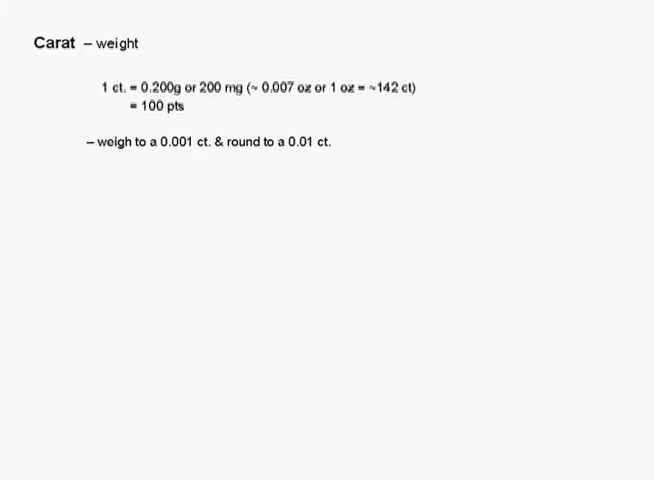 Carat – weight
1 ct. = 0.200g or 200 mg (~ 0.007 oz or 1 oz = ~142 ct)
= 100 pts
– weigh to a 0.001 ct. & round to a 0.01 ct.